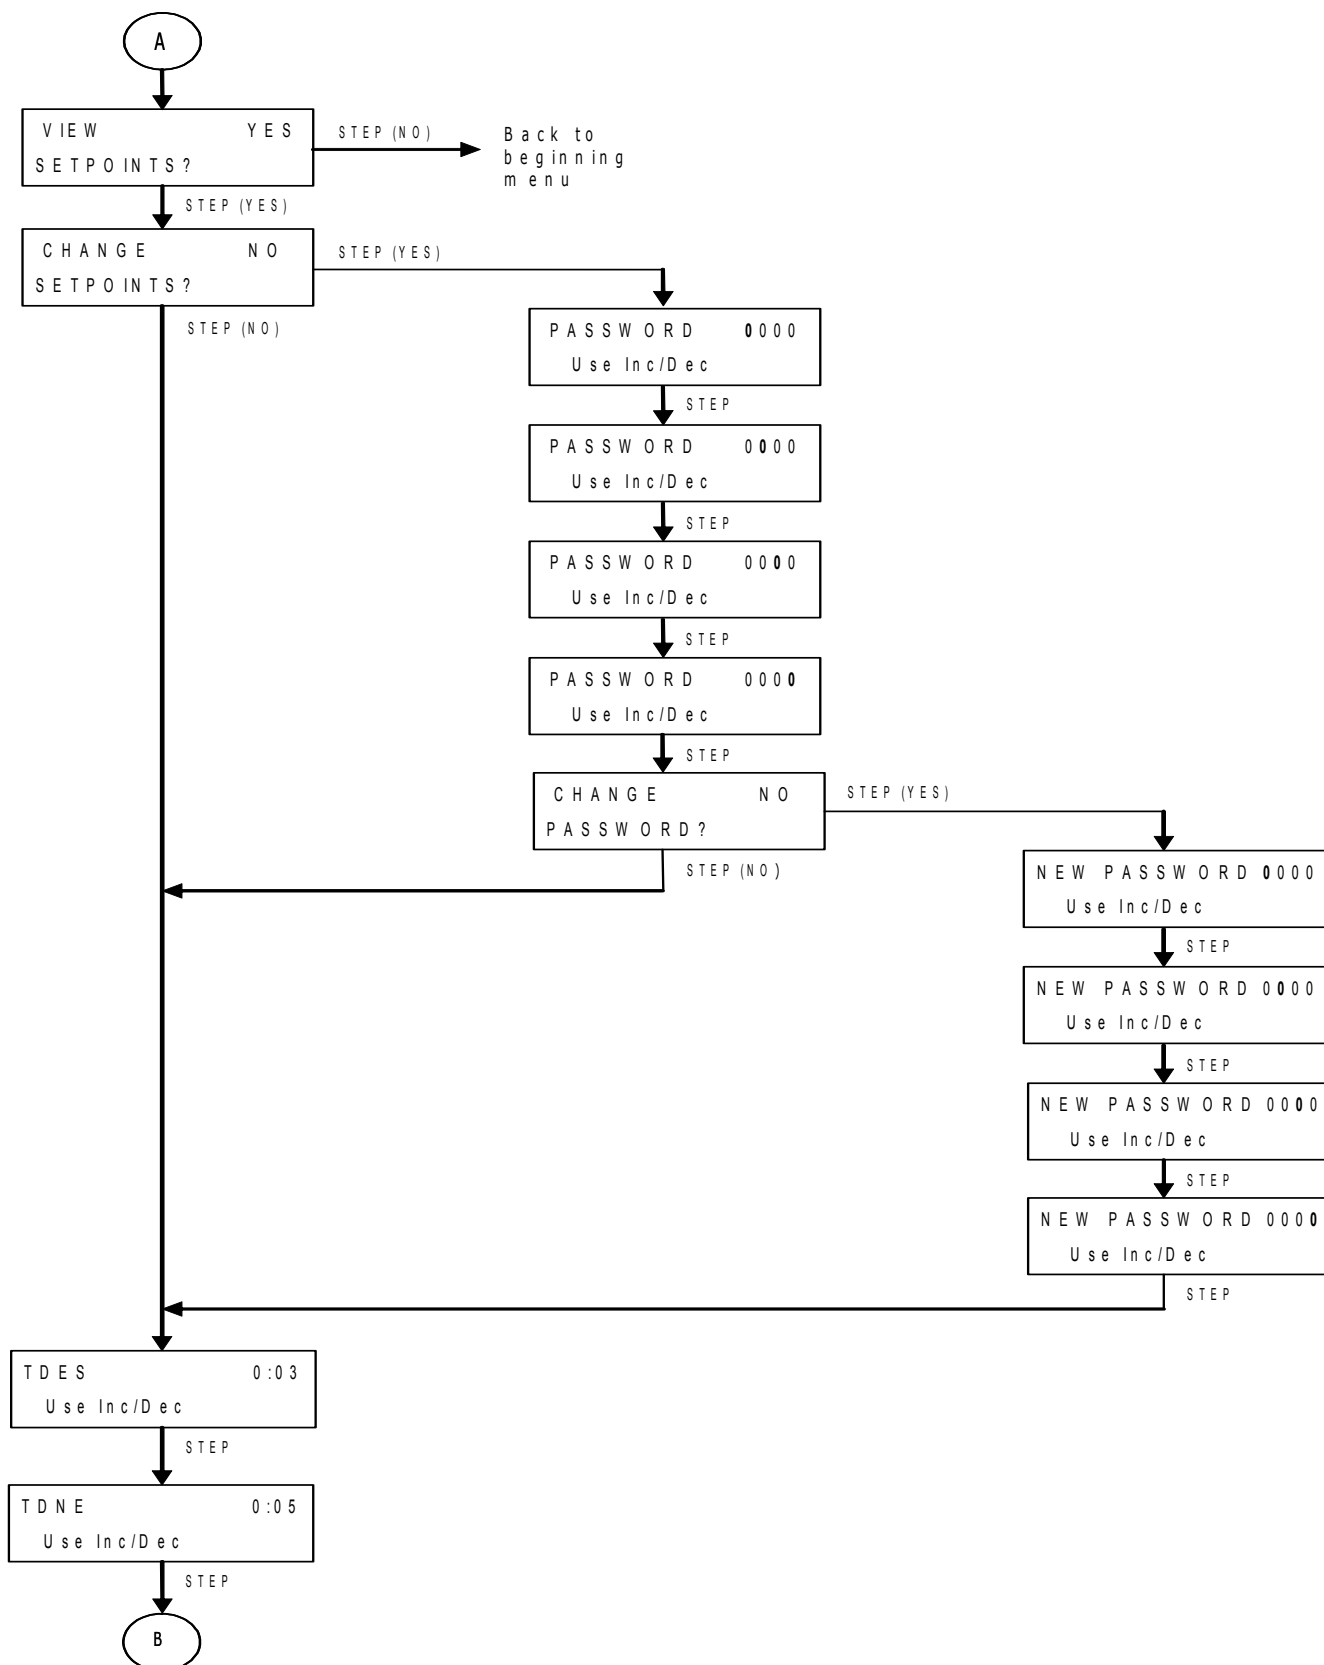 A
VIEW YES
SETPOINTS?
STEP (NO)
Back to
beginning
menu
STEP (YES)
CHANGE NO
SETPOINTS?
STEP (YES)
STEP (NO)
PASSWORD 0000
Use Inc/Dec
STEP
PASSWORD 0000
Use Inc/Dec
STEP
PASSWORD 0000
Use Inc/Dec
STEP
PASSWORD 0000
Use Inc/Dec
STEP
CHANGE NO
PASSWORD?
STEP (YES)
STEP (NO)
NEW PASSWORD 0000
Use Inc/Dec
STEP
NEW PASSWORD 0000
Use Inc/Dec
STEP
NEW PASSWORD 0000
Use Inc/Dec
STEP
NEW PASSWORD 0000
Use Inc/Dec
STEP
TDES 0:03
Use Inc/Dec
STEP
TDNE 0:05
Use Inc/Dec
STEP
B